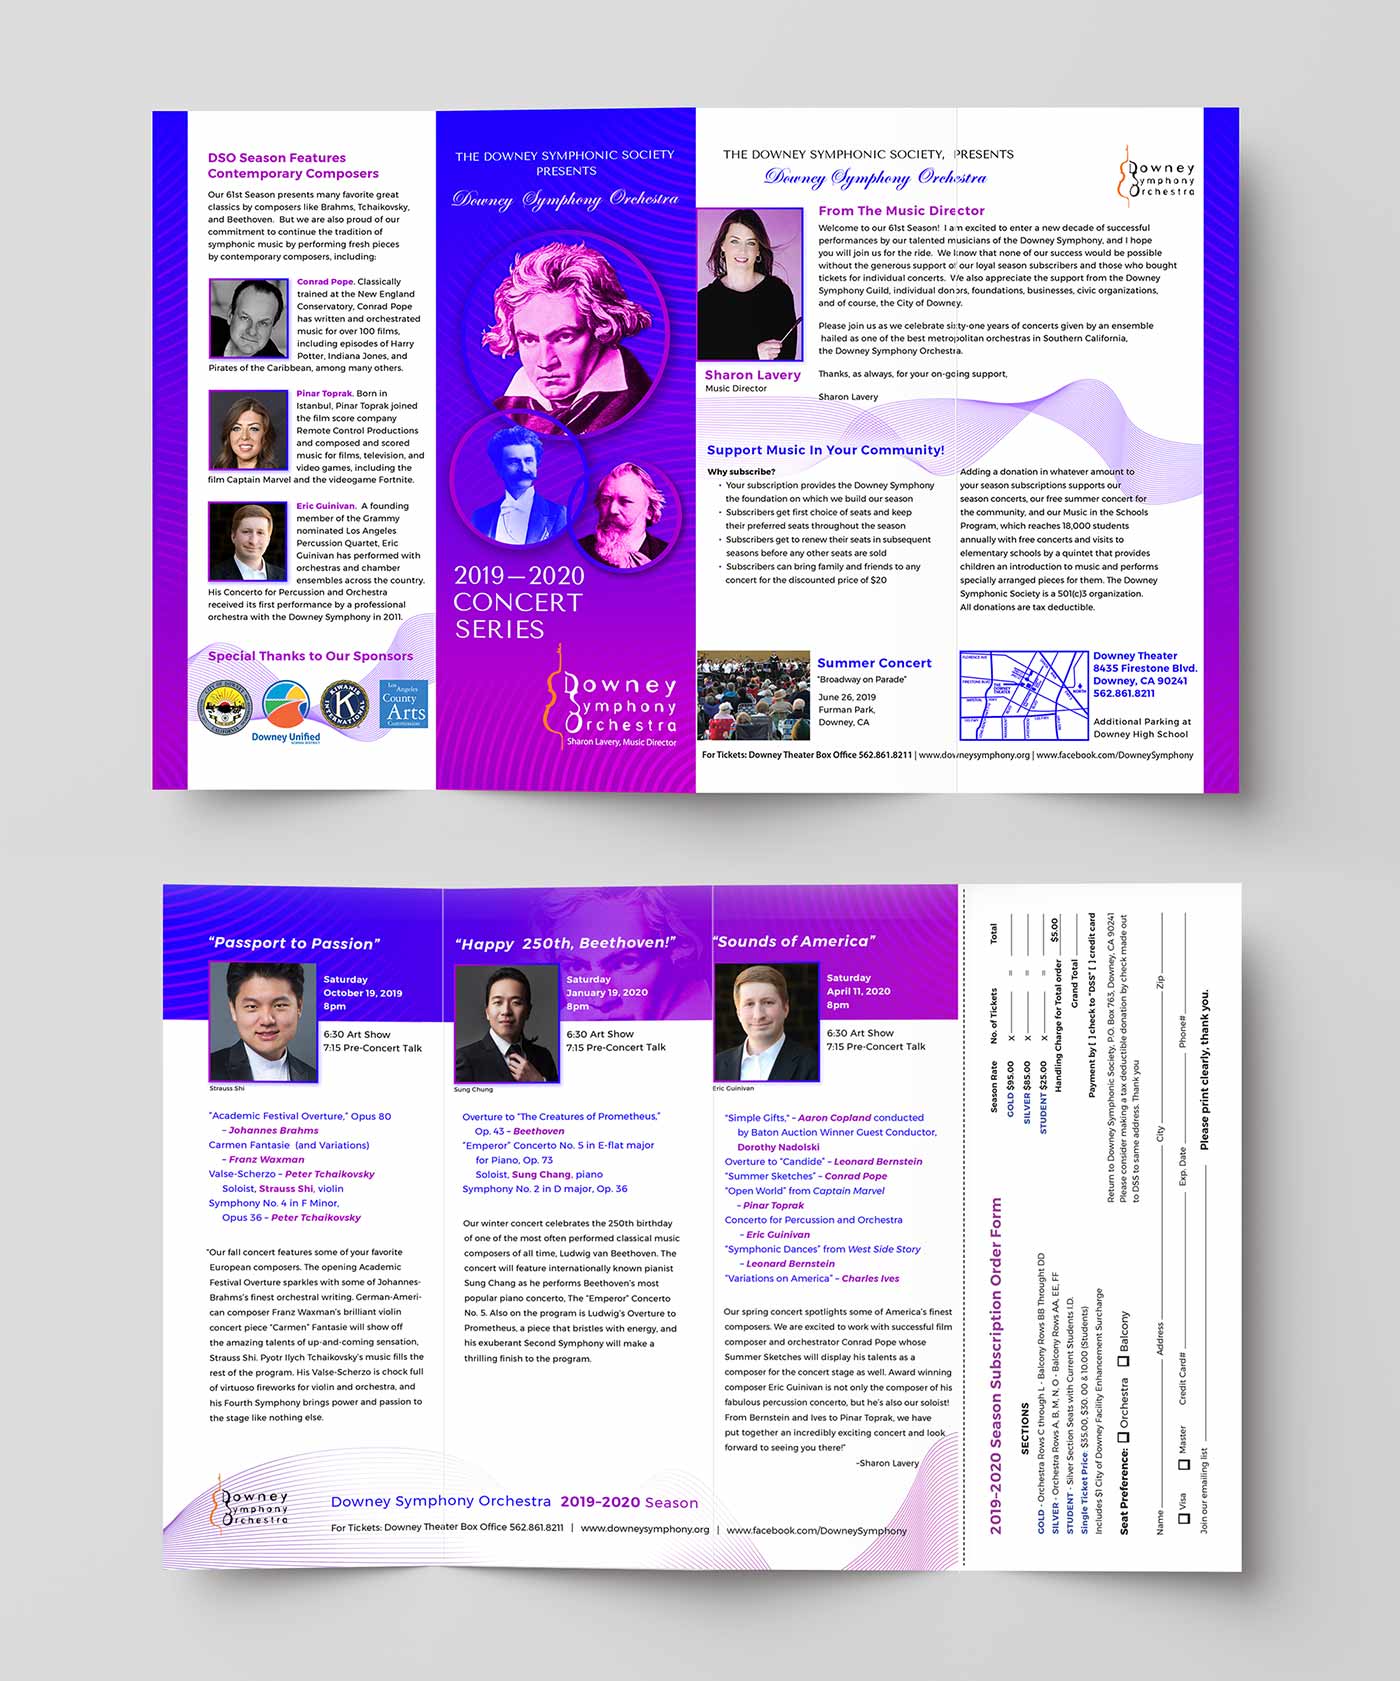 DSO Season Features
Contemporary Composers
Our 61st Season presents many favorite great
classics by composers like Brahms, Tchaikovsky,
and Beethoven. But we are also proud of our
commitment to continue the tradition of
symphonic music by performing fresh pieces
by contemporary composers, including:
Conrad Pope. Classically
trained at the New England
Conservatory, Conrad Pope
has written and orchestrated
music for over 100 films,
including episodes of Harry
Potter, Indiana Jones, and
Pirates of the Caribbean, among many others.
Pinar Toprak. Born in
Istanbul, Pinar Toprak joined
the film score company
Remote Control Productions
and composed and scored
music for films, television, and
video games, including the
film Captain Marvel and the videogame Fortnite.
Eric Guinivan. A founding
member of the Grammy
nominated Los Angeles
Percussion Quartet, Eric
Guinivan has performed with
orchestras and chamber
ensembles across the country.
His Concerto for Percussion and Orchestra
received its first performance by a professional
orchestra with the Downey Symphony in 2011.
Special Thanks to Our Sponsors
CITY OF DOWNEY
CALIFORNIA
Downey Unified
SCHOOL DISTRICT
KIWANIS
K
INTERNATIONAL
Los Angeles
County
Arts
Commission
THE DOWNEY SYMPHONIC SOCIETY
PRESENTS
Downey Symphony Orchestra
2019—2020
CONCERT
SERIES
Downey
Symphony
Orchestra
Sharon Lavery, Music Director
THE DOWNEY SYMPHONIC SOCIETY, PRESENTS
Downey Symphony Orchestra
Downey
Symphony
Orchestra
From The Music Director
Welcome to our 61st Season! I am excited to enter a new decade of successful
performances by our talented musicians of the Downey Symphony, and I hope
you will join us for the ride. We know that none of our success would be possible
without the generous support of our loyal season subscribers and those who bought
tickets for individual concerts. We also appreciate the support from the Downey
Symphony Guild, individual donors, foundations, businesses, civic organizations,
and of course, the City of Downey.
Please join us as we celebrate sixty-one years of concerts given by an ensemble
hailed as one of the best metropolitan orchestras in Southern California,
the Downey Symphony Orchestra.
Thanks, as always, for your on-going support,
Sharon Lavery
Sharon Lavery
Music Director
Support Music In Your Community!
Why subscribe?
• Your subscription provides the Downey Symphony
the foundation on which we build our season
• Subscribers get first choice of seats and keep
their preferred seats throughout the season
• Subscribers get to renew their seats in subsequent
seasons before any other seats are sold
• Subscribers can bring family and friends to any
concert for the discounted price of $20
Adding a donation in whatever amount to
your season subscriptions supports our
season concerts, our free summer concert for
the community, and our Music in the Schools
Program, which reaches 18,000 students
annually with free concerts and visits to
elementary schools by a quintet that provides
children an introduction to music and performs
specially arranged pieces for them. The Downey
Symphonic Society is a 501(c)3 organization.
All donations are tax deductible.
Summer Concert
"Broadway on Parade"
June 26, 2019
Furman Park,
Downey, CA
THE DOWNEY THEATER
NORTH
Downey Theater
8435 Firestone Blvd.
Downey, CA 90241
562.861.8211
Additional Parking at
Downey High School
For Tickets: Downey Theater Box Office 562.861.8211 | www.downeysymphony.org | www.facebook.com/DowneySymphony
"Passport to Passion"
Saturday
October 19, 2019
8pm
6:30 Art Show
7:15 Pre-Concert Talk
Strauss Shi
"Academic Festival Overture," Opus 80
– Johannes Brahms
Carmen Fantasie (and Variations)
– Franz Waxman
Valse-Scherzo – Peter Tchaikovsky
Soloist, Strauss Shi, violin
Symphony No. 4 in F Minor,
Opus 36 – Peter Tchaikovsky
"Our fall concert features some of your favorite
European composers. The opening Academic
Festival Overture sparkles with some of Johannes-
Brahms's finest orchestral writing. German-Ameri-
can composer Franz Waxman's brilliant violin
concert piece "Carmen" Fantasie will show off
the amazing talents of up-and-coming sensation,
Strauss Shi. Pyotr Ilych Tchaikovsky's music fills the
rest of the program. His Valse-Scherzo is chock full
of virtuoso fireworks for violin and orchestra, and
his Fourth Symphony brings power and passion to
the stage like nothing else.
"Happy 250th, Beethoven!"
Saturday
January 19, 2020
8pm
6:30 Art Show
7:15 Pre-Concert Talk
Sung Chung
Overture to "The Creatures of Prometheus,"
Op. 43 – Beethoven
"Emperor" Concerto No. 5 in E-flat major
for Piano, Op. 73
Soloist, Sung Chang, piano
Symphony No. 2 in D major, Op. 36
Our winter concert celebrates the 250th birthday
of one of the most often performed classical music
composers of all time, Ludwig van Beethoven. The
concert will feature internationally known pianist
Sung Chang as he performs Beethoven's most
popular piano concerto, The "Emperor" Concerto
No. 5. Also on the program is Ludwig's Overture to
Prometheus, a piece that bristles with energy, and
his exuberant Second Symphony will make a
thrilling finish to the program.
"Sounds of America"
Saturday
April 11, 2020
8pm
6:30 Art Show
7:15 Pre-Concert Talk
Eric Guinivan
"Simple Gifts," – Aaron Copland conducted
by Baton Auction Winner Guest Conductor,
Dorothy Nadolski
Overture to "Candide" – Leonard Bernstein
"Summer Sketches" – Conrad Pope
"Open World" from Captain Marvel
– Pinar Toprak
Concerto for Percussion and Orchestra
– Eric Guinivan
"Symphonic Dances" from West Side Story
– Leonard Bernstein
"Variations on America" – Charles Ives
Our spring concert spotlights some of America's finest
composers. We are excited to work with successful film
composer and orchestrator Conrad Pope whose
Summer Sketches will display his talents as a
composer for the concert stage as well. Award winning
composer Eric Guinivan is not only the composer of his
fabulous percussion concerto, but he's also our soloist!
From Bernstein and Ives to Pinar Toprak, we have
put together an incredibly exciting concert and look
forward to seeing you there!"
–Sharon Lavery
Downey
Symphony
Orchestra
Downey Symphony Orchestra 2019-2020 Season
For Tickets: Downey Theater Box Office 562.861.8211 | www.downeysymphony.org | www.facebook.com/DowneySymphony
2019-2020 Season Subscription Order Form
SECTIONS
GOLD - Orchestra Rows C through L - Balcony Rows BB Throught DD
SILVER - Orchestra Rows A, B, M, N, O - Balcony Rows AA, EE, FF
STUDENT - Silver Section Seats with Current Students I.D.
Single Ticket Price: $35.00, $30. 00 & 10.00 (Students)
Includes $1 City of Downey Facility Enhancement Surcharge
Season Rate No. of Tickets Total
GOLD $95.00 X =
SILVER $85.00 X =
STUDENT $25.00 X =
Handling Charge for Total order $5.00
Grand Total
Payment by [ ] check to "DSS" [ ] credit card
Return to Downey Symphonic Society, P.O. Box 763, Downey, CA 90241
Please consider making a tax deductible donation by check made out
to DSS to same address. Thank you
Seat Preference: Orchestra Balcony
Name Address City Zip
Visa Master Credit Card# Exp. Date Phone#
Join our emailing list Please print clearly, thank you.